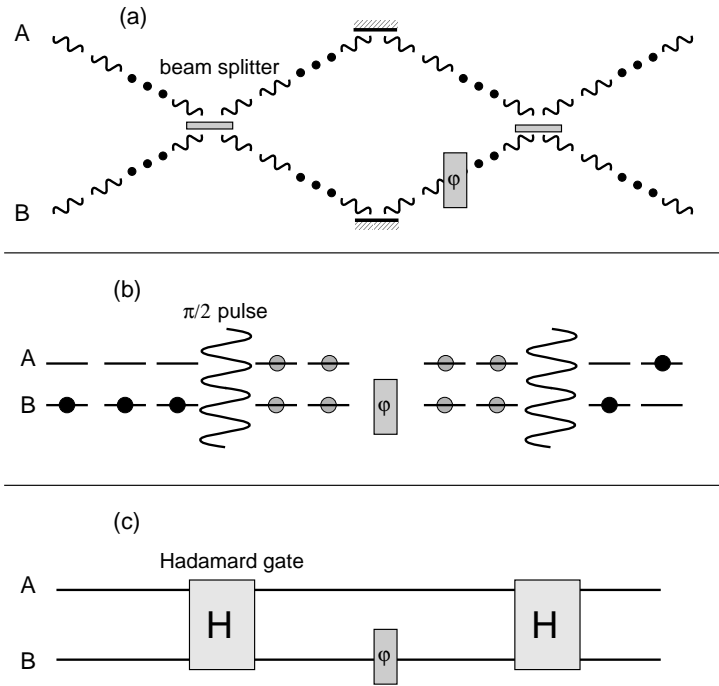 (a)
A
beam splitter
φ
B
(b)
π/2 pulse
A
B
φ
(c)
Hadamard gate
A
H
H
B
φ